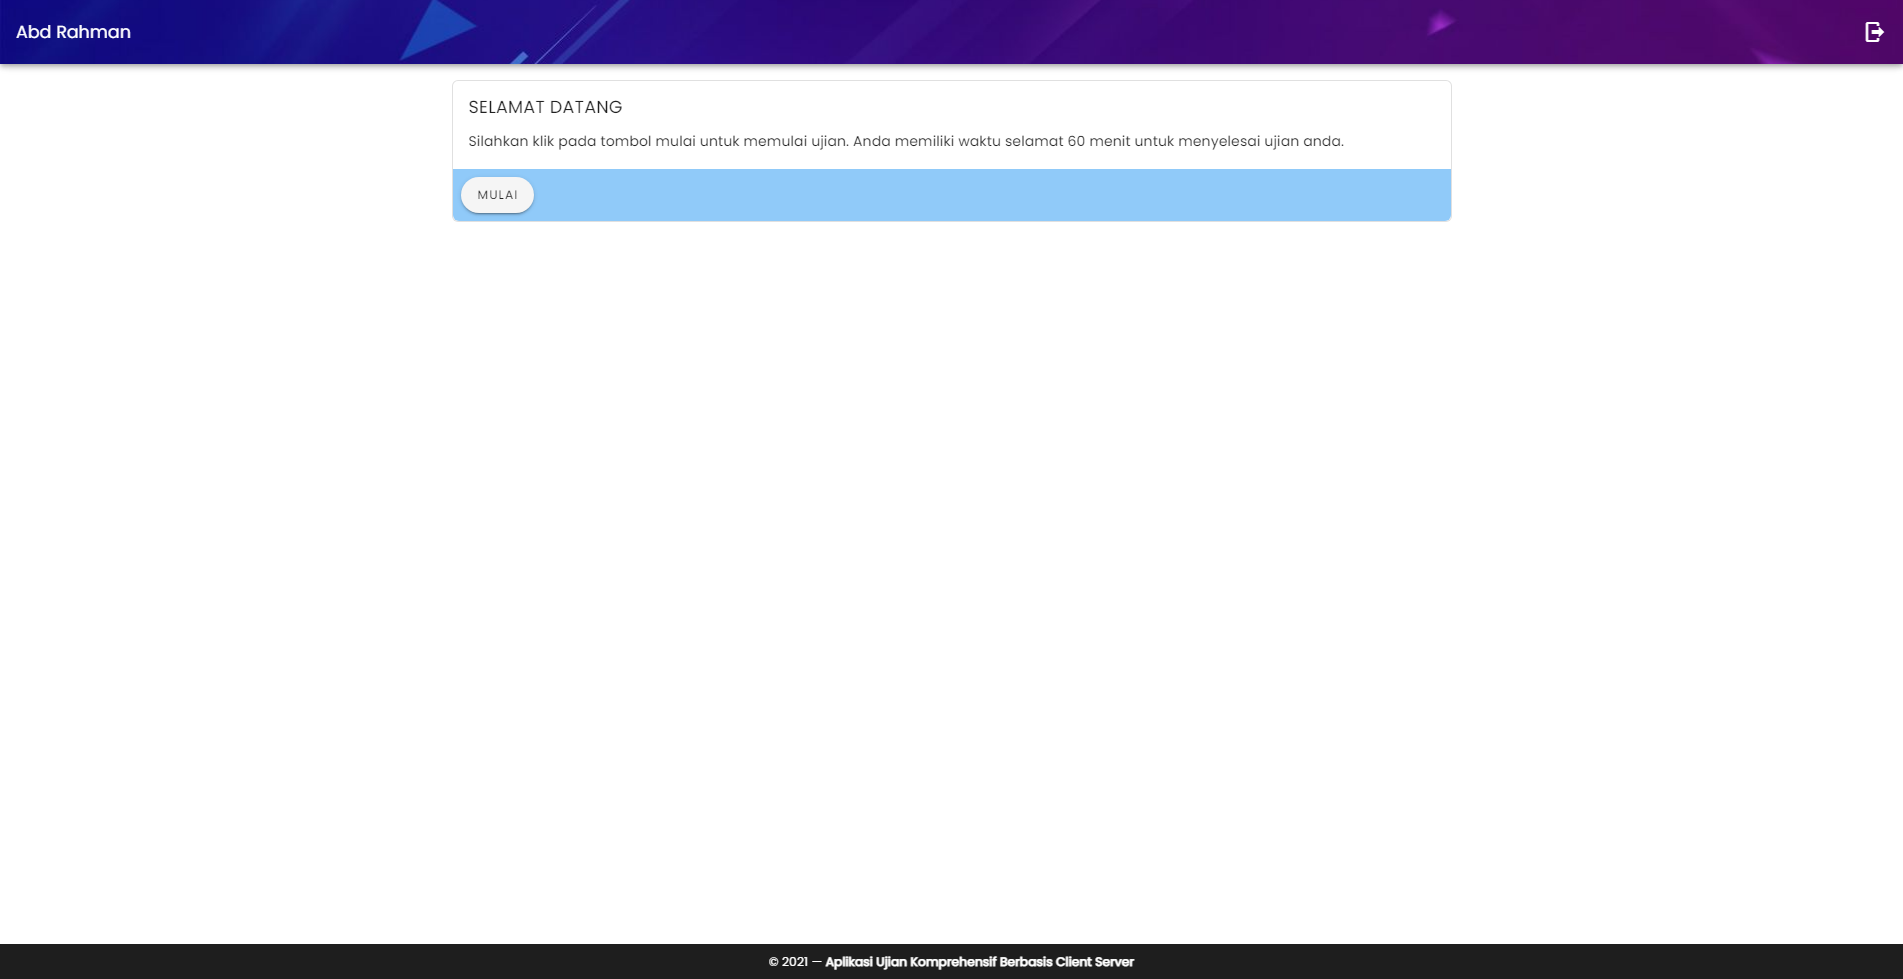 Abd Rahman
SELAMAT DATANG
Silahkan klik pada tombol mulai untuk memulai ujian. Anda memiliki waktu selamat 60 menit untuk menyelesai ujian anda.
MULAI
© 2021 — Aplikasi Ujian Komprehensif Berbasis Client Server